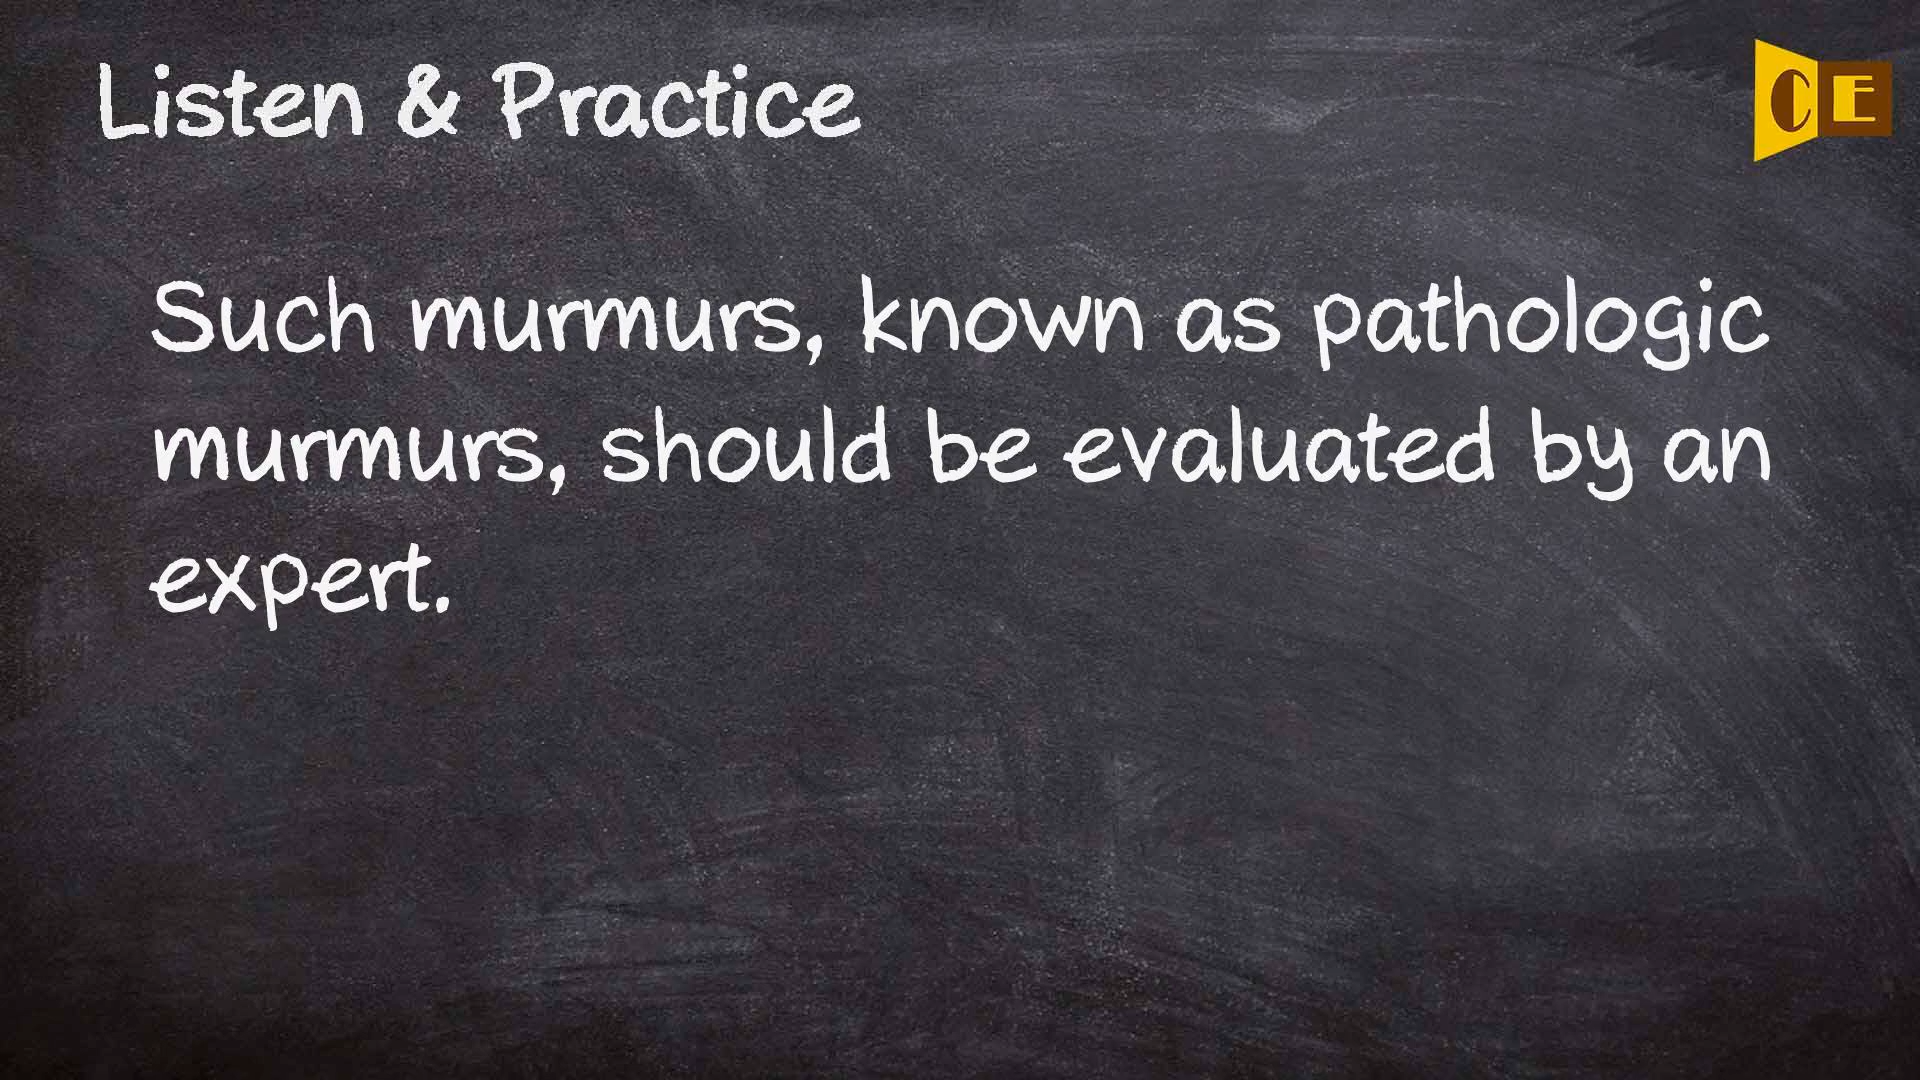 Listen & Practice
CE
Such murmurs, known as pathologic
murmurs, should be evaluated by an
expert.